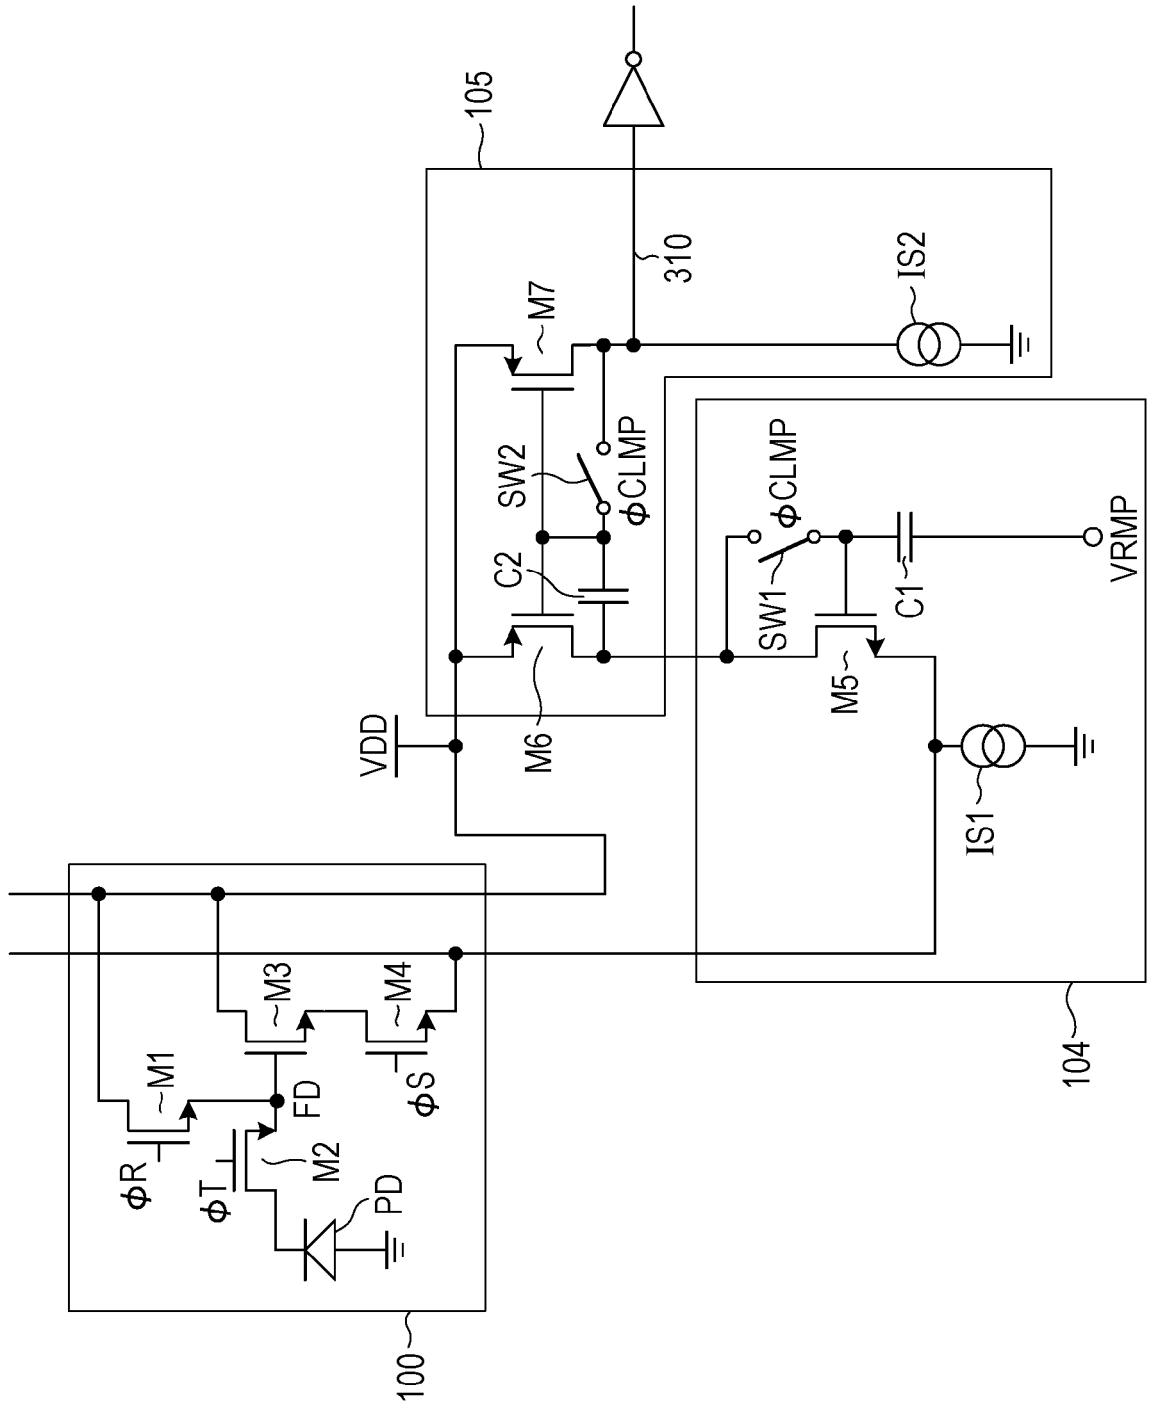 105
310
IS2
M7
SW2
ϕCLMP
C2
M6
VDD
ϕCLMP
SW1
C1
VRMP
M5
IS1
104
M3
M4
M1
FD
ϕS
ϕR
ϕT
M2
PD
100